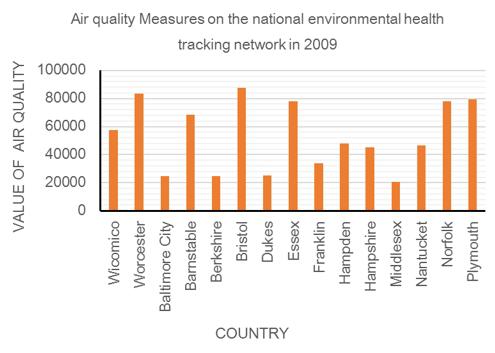 Air quality Measures on the national environmental health
tracking network in 2009
VALUE OF AIR QUALITY
100000
80000
60000
40000
20000
0
Wicomico
Worcester
Baltimore City
Barnstable
Berkshire
Bristol
Dukes
Essex
Franklin
Hampden
Hampshire
Middlesex
Nantucket
Norfolk
Plymouth
COUNTRY